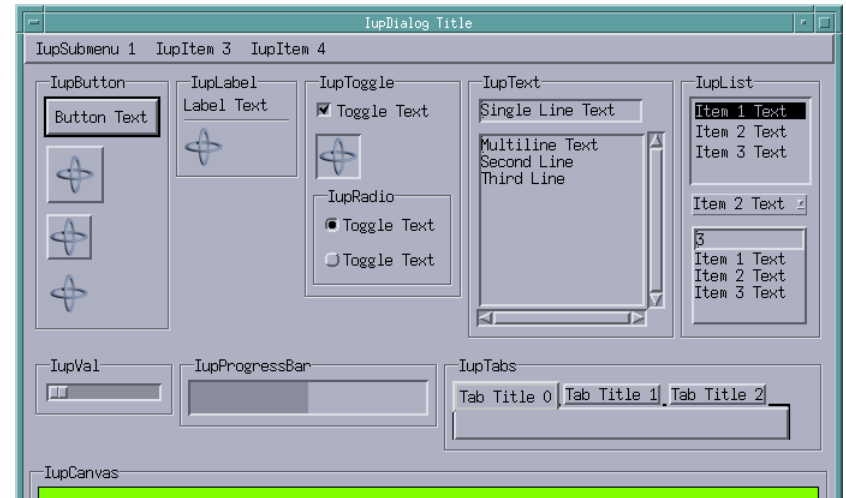 IupDialog Title
IupSubmenu 1 IupItem 3 IupItem 4
IupButton
Button Text
IupLabel
Label Text
IupToggle
Toggle Text
IupRadio
Toggle Text
Toggle Text
IupText
Single Line Text
Multiline Text
Second Line
Third Line
IupList
Item 1 Text
Item 2 Text
Item 3 Text
Item 2 Text
3
Item 1 Text
Item 2 Text
Item 3 Text
IupVal
IupProgressBar
IupTabs
Tab Title 0 Tab Title 1 Tab Title 2
IupCanvas